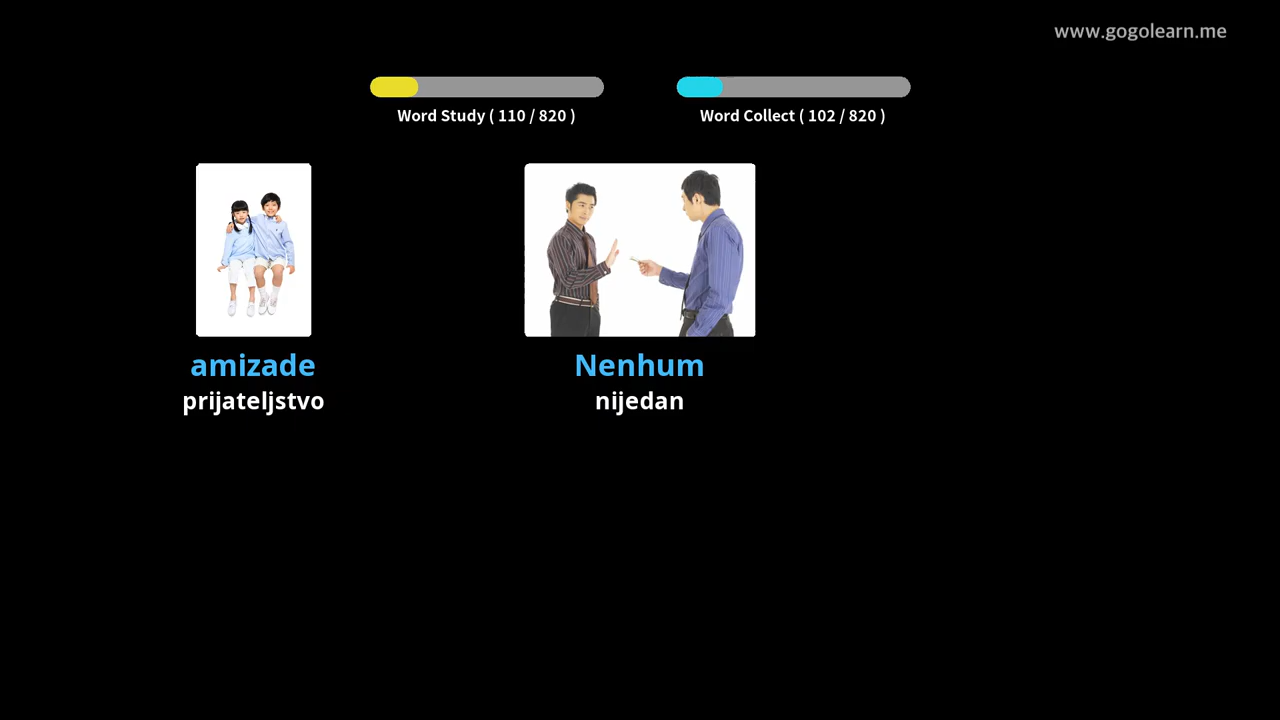 www.gogolearn.me
Word Study ( 110 / 820 )
Word Collect ( 102 / 820 )
amizade
prijateljstvo
Nenhum
nijedan